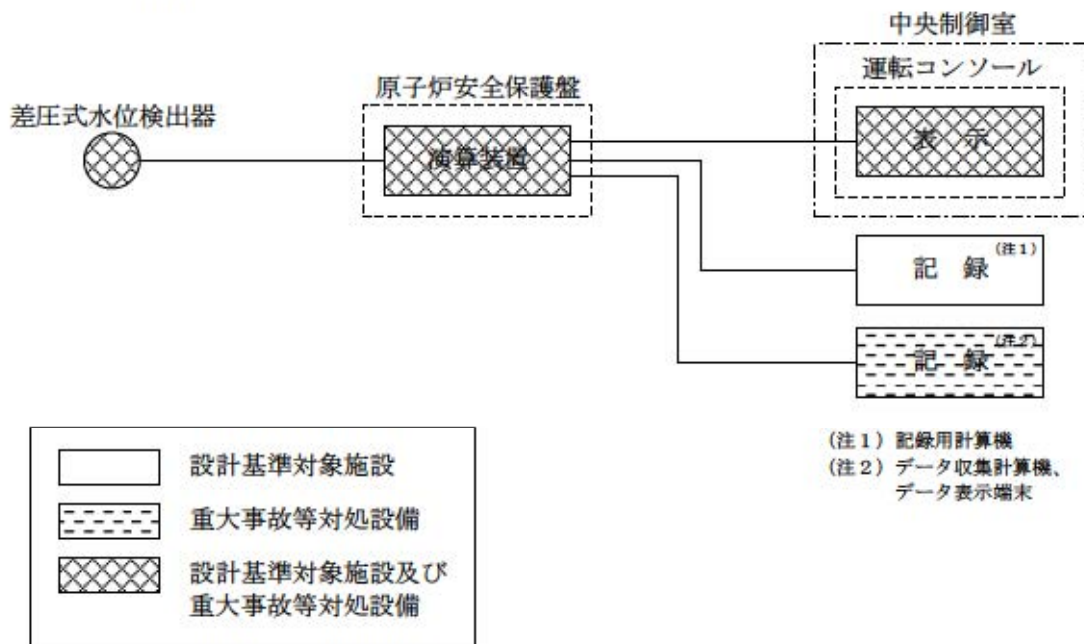 中央制御室
運転コンソール
原子炉安全保護盤
差圧式水位検出器
演算装置
表 示
記 録 (注1)
記 録 (注2)
(注1) 記録用計算機
(注2) データ収集計算機、
データ表示端末
設計基準対象施設
重大事故等対処設備
設計基準対象施設及び
重大事故等対処設備